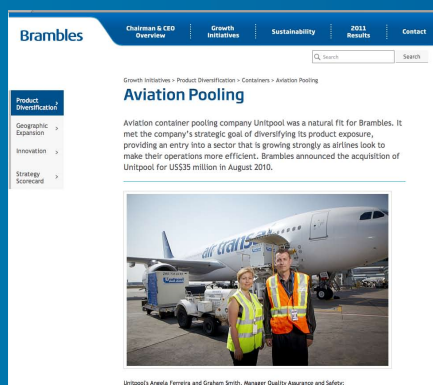 Brambles
Chairman & CEO
Overview
Growth
Initiatives
Sustainability
2011
Results
Contact
Search
Search
Growth Initiatives > Product Diversification > Containers > Aviation Pooling
Aviation Pooling
Product
Diversification >
Geographic
Expansion >
Innovation >
Strategy
Scorecard >
Aviation container pooling company Unitpool was a natural fit for Brambles. It
met the company's strategic goal of diversifying its product exposure,
providing an entry into a sector that is growing strongly as airlines look to
make their operations more efficient. Brambles announced the acquisition of
Unitpool for US$35 million in August 2010.
air transat
Unitpool's Angela Ferreira and Graham Smith, Manager Quality Assurance and Safety: